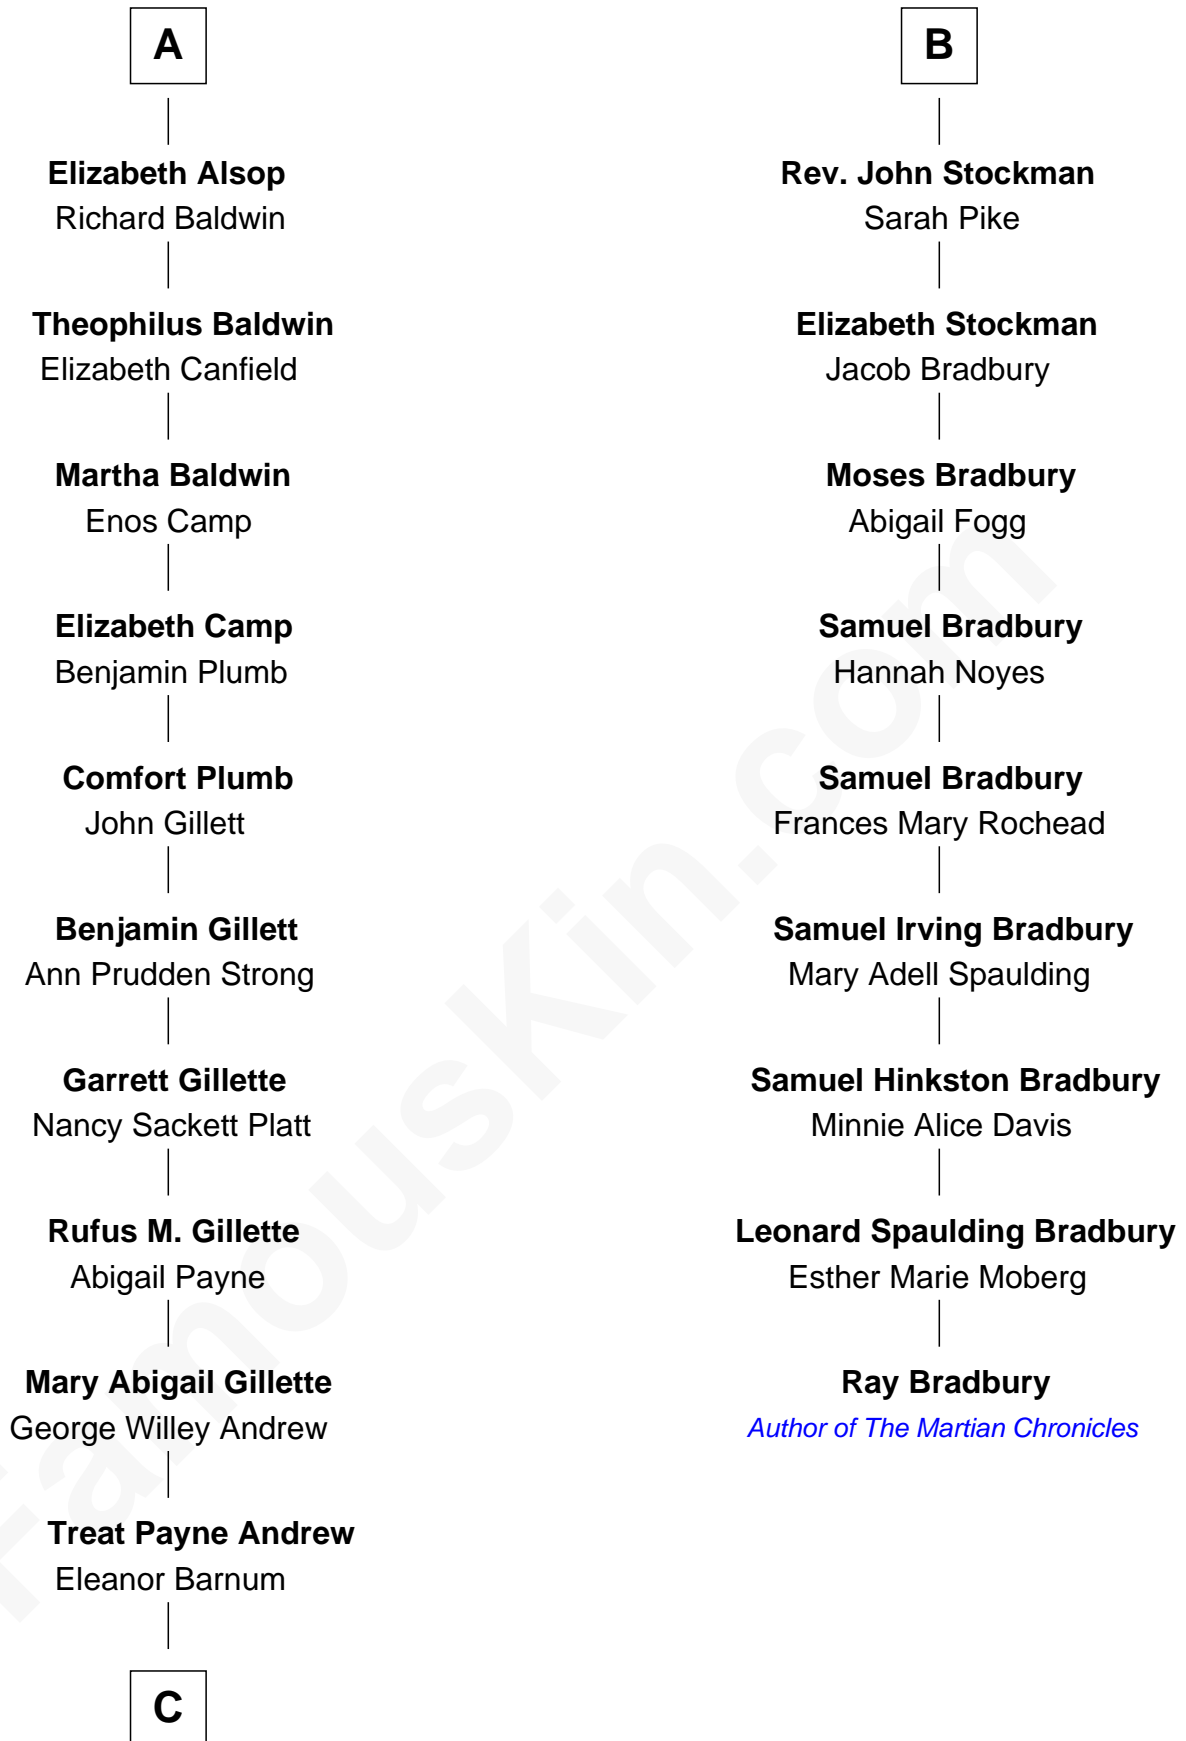 A
Elizabeth Alsop
Richard Baldwin
Theophilus Baldwin
Elizabeth Canfield
Martha Baldwin
Enos Camp
Elizabeth Camp
Benjamin Plumb
Comfort Plumb
John Gillett
Benjamin Gillett
Ann Prudden Strong
Garrett Gillette
Nancy Sackett Platt
Rufus M. Gillette
Abigail Payne
Mary Abigail Gillette
George Willey Andrew
Treat Payne Andrew
Eleanor Barnum
C
B
Rev. John Stockman
Sarah Pike
Elizabeth Stockman
Jacob Bradbury
Moses Bradbury
Abigail Fogg
Samuel Bradbury
Hannah Noyes
Samuel Bradbury
Frances Mary Rochead
Samuel Irving Bradbury
Mary Adell Spaulding
Samuel Hinkston Bradbury
Minnie Alice Davis
Leonard Spaulding Bradbury
Esther Marie Moberg
Ray Bradbury
Author of The Martian Chronicles
FamousKin.com